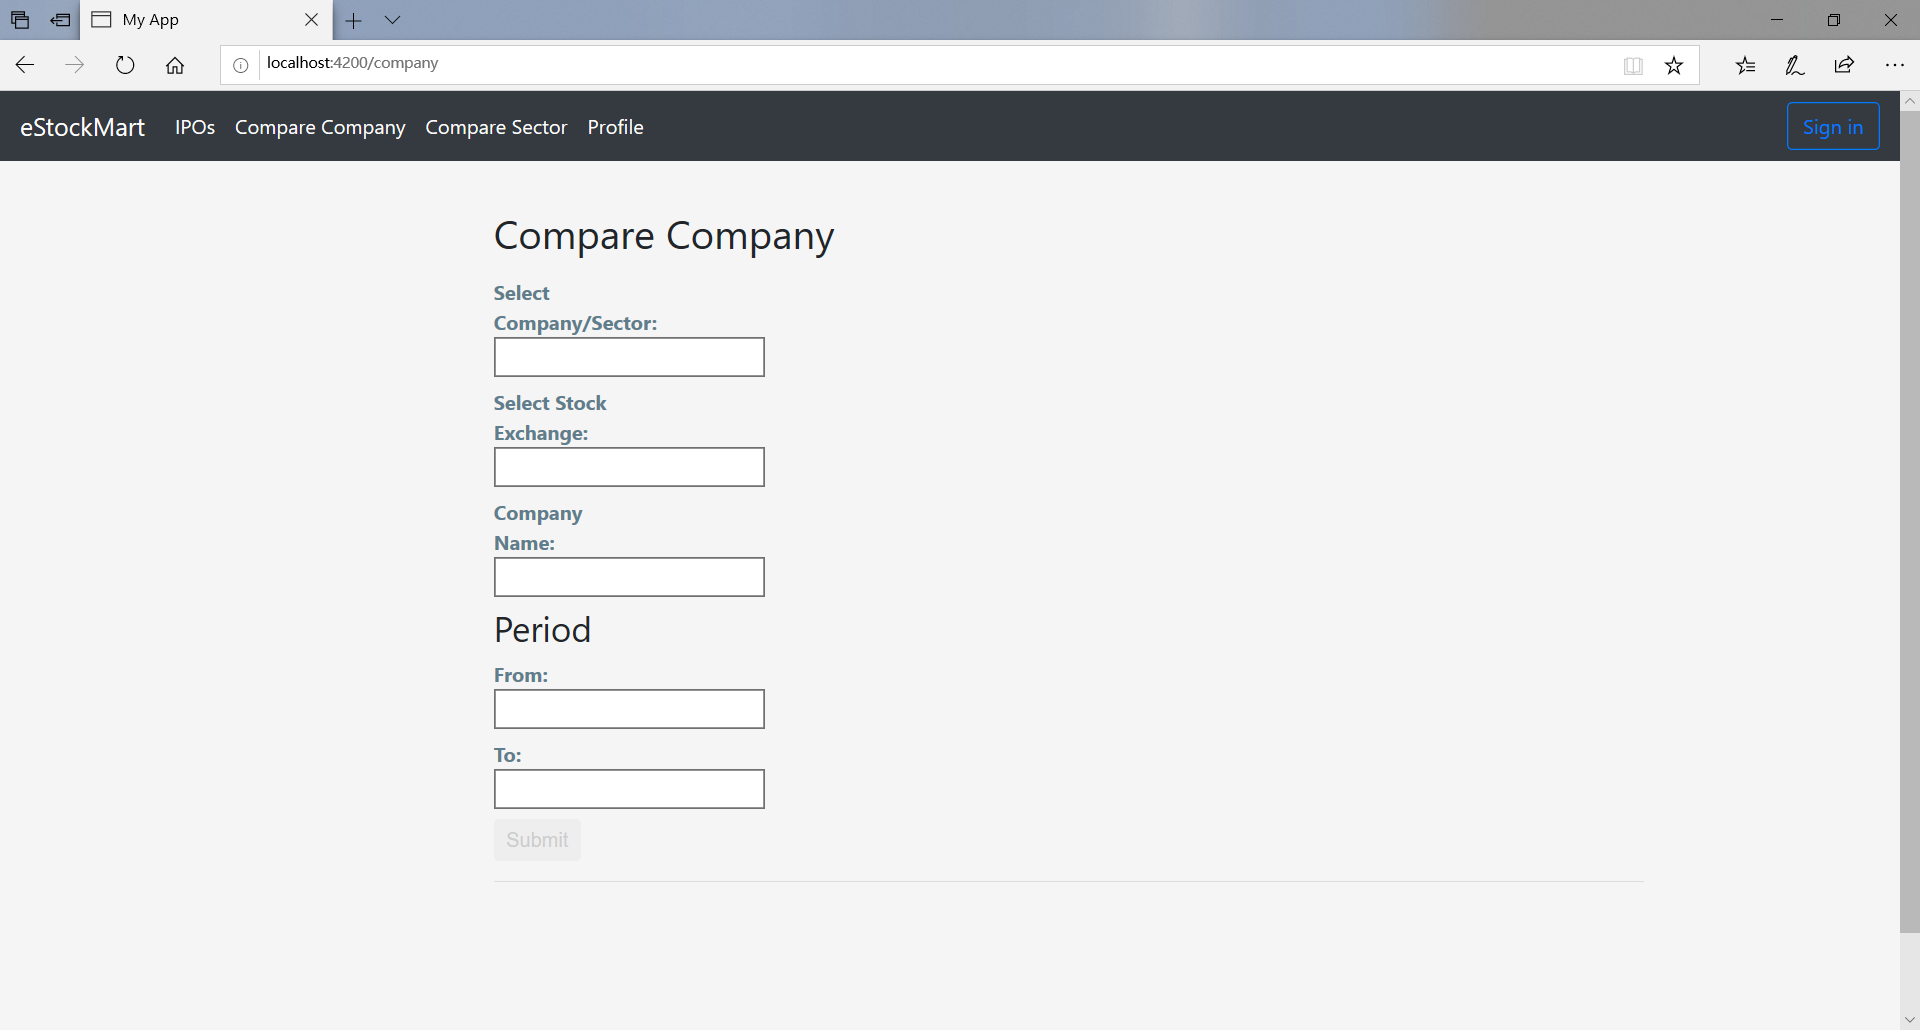 My App
localhost:4200/company
eStockMart IPOs Compare Company Compare Sector Profile Sign in
Compare Company
Select
Company/Sector:
Select Stock
Exchange:
Company
Name:
Period
From:
To:
Submit